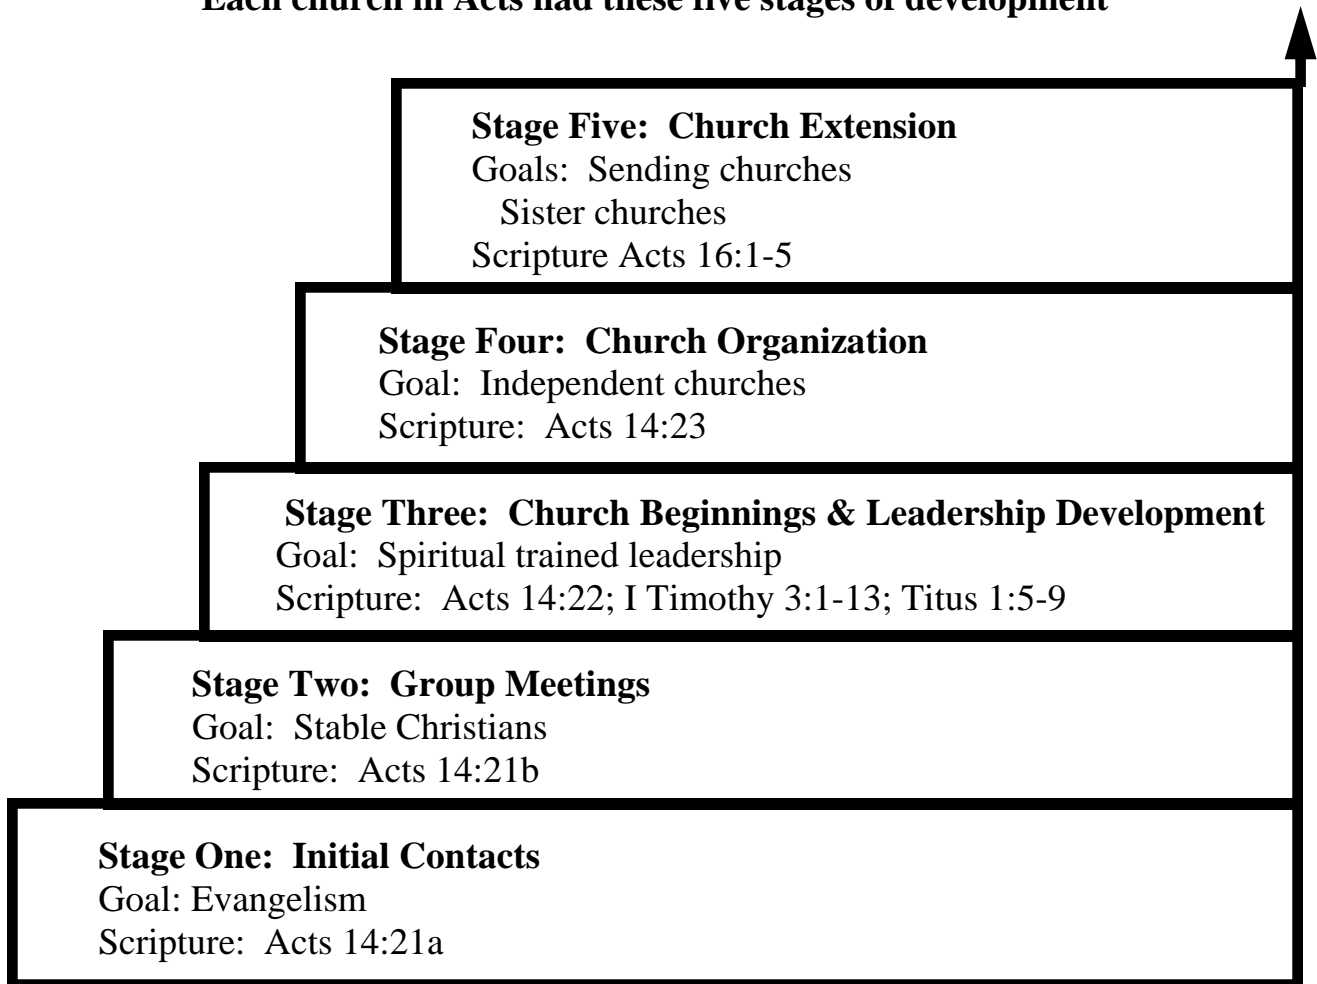 Each church in Acts had these five stages of development
Stage Five:  Church Extension
Goals:  Sending churches
Sister churches
Scripture Acts 16:1-5
Stage Four:  Church Organization
Goal:  Independent churches
Scripture:  Acts 14:23
Stage Three:  Church Beginnings & Leadership Development
Goal:  Spiritual trained leadership
Scripture:  Acts 14:22; I Timothy 3:1-13; Titus 1:5-9
Stage Two:  Group Meetings
Goal:  Stable Christians
Scripture:  Acts 14:21b
Stage One:  Initial Contacts
Goal: Evangelism
Scripture:  Acts 14:21a